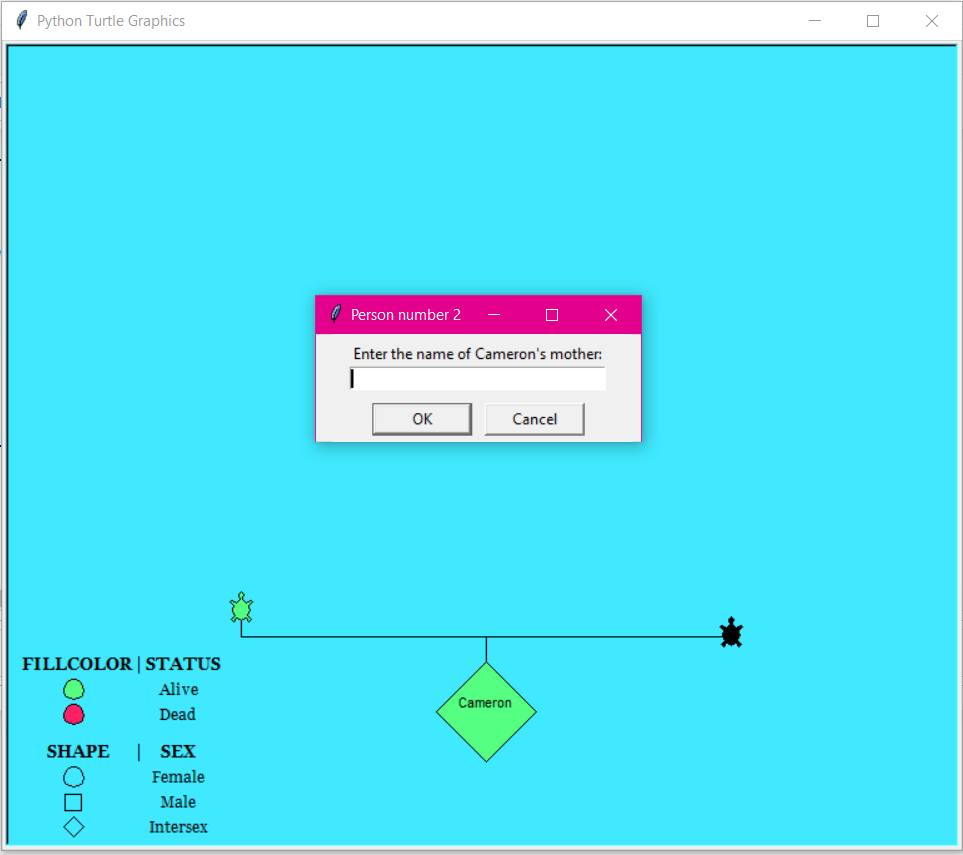 Python Turtle Graphics
Person number 2
Enter the name of Cameron's mother:
OK Cancel
Cameron
FILLCOLOR | STATUS
Alive
Dead
SHAPE | SEX
Female
Male
Intersex